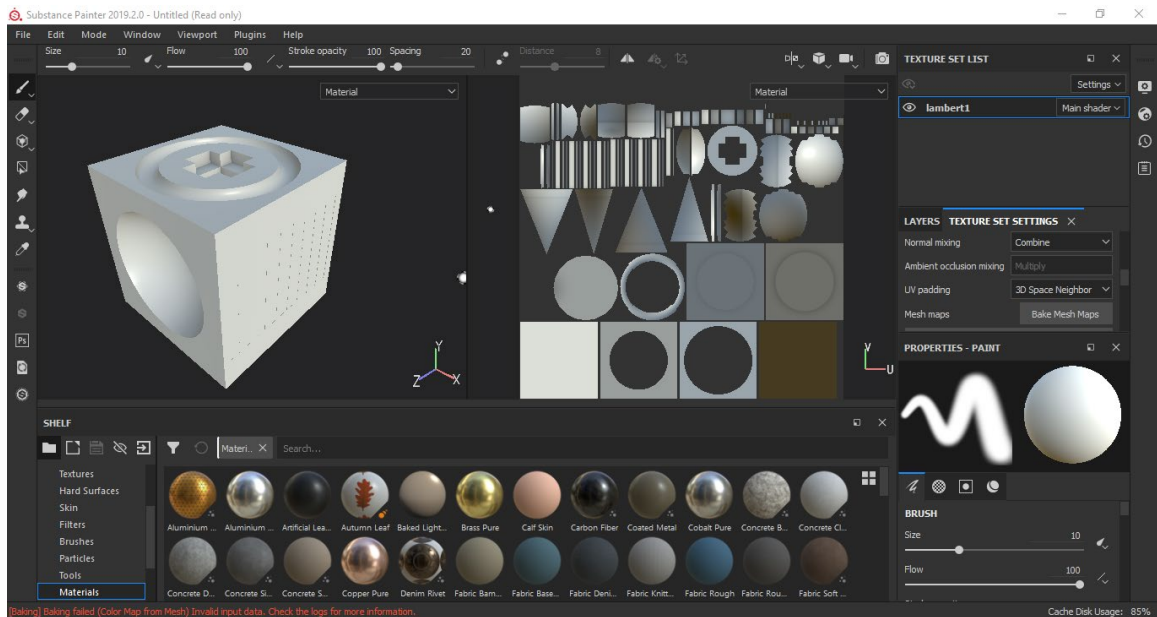 Substance Painter 2019.2.0 - Untitled (Read only)
File Edit Mode Window Viewport Plugins Help
Size 10 Flow 100 Stroke opacity 100 Spacing 20 Distance 8
Material
Material
TEXTURE SET LIST
Settings
lambert1 Main shader
LAYERS TEXTURE SET SETTINGS
Normal mixing Combine
Ambient occlusion mixing Multiply
UV padding 3D Space Neighbor
Mesh maps Bake Mesh Maps
Y
Z X
V
U
Ps
PROPERTIES - PAINT
BRUSH
Size 10
Flow 100
SHELF
Materi... Search...
Textures
Hard Surfaces
Skin
Filters
Brushes
Particles
Tools
Materials
Aluminium ... Aluminium ... Artificial Lea... Autumn Leaf Baked Light... Brass Pure Calf Skin Carbon Fiber Coated Metal Cobalt Pure Concrete B... Concrete Cl...
Concrete D... Concrete Si... Concrete S... Copper Pure Denim Rivet Fabric Bam... Fabric Base... Fabric Deni... Fabric Knitt... Fabric Rough Fabric Rou... Fabric Soft ...
[Baking] Baking failed (Color Map from Mesh) Invalid input data. Check the logs for more information.
Cache Disk Usage: 85%